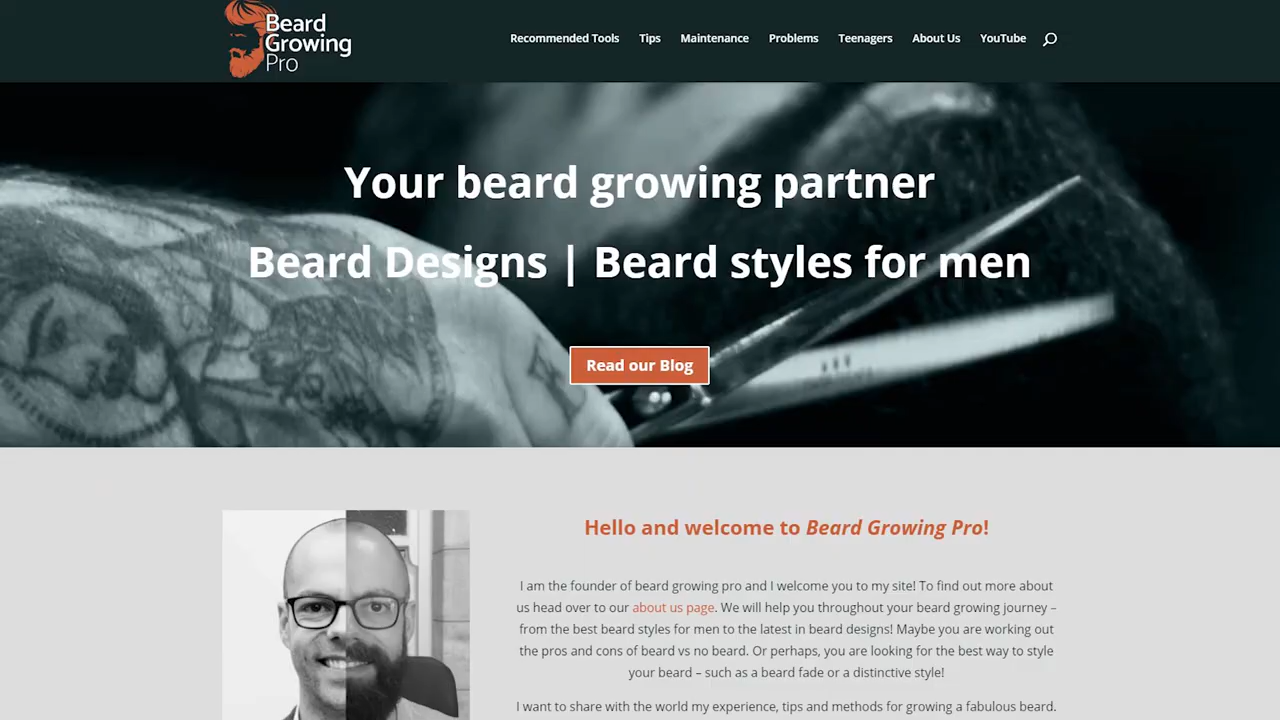 Beard
Growing
Pro
Recommended Tools Tips Maintenance Problems Teenagers About Us YouTube
Your beard growing partner
Beard Designs | Beard styles for men
Read our Blog
Hello and welcome to Beard Growing Pro!
I am the founder of beard growing pro and I welcome you to my site! To find out more about
us head over to our about us page. We will help you throughout your beard growing journey –
from the best beard styles for men to the latest in beard designs! Maybe you are working out
the pros and cons of beard vs no beard. Or perhaps, you are looking for the best way to style
your beard – such as a beard fade or a distinctive style!
I want to share with the world my experience, tips and methods for growing a fabulous beard.